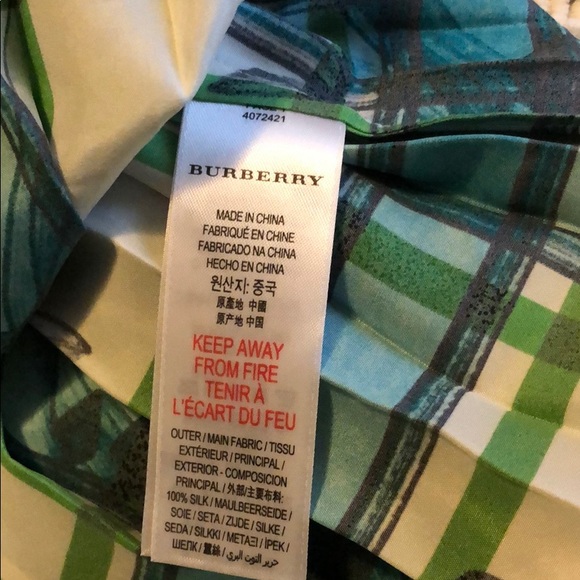 4072421
BURBERRY
MADE IN CHINA
FABRIQUÉ EN CHINE
FABRICADO NA CHINA
HECHO EN CHINA
원산지: 중국
原產地 中國
原产地 中国
KEEP AWAY
FROM FIRE
TENIR À
L'ÉCART DU FEU
OUTER / MAIN FABRIC / TISSU
EXTÉRIEUR / PRINCIPAL /
EXTERIOR - COMPOSICION
PRINCIPAL / 外部/主要布料:
100% SILK / MAULBEERSEIDE /
SOIE / SETA / ZIJDE / SILKE /
SEDA / SILKKI / ΜΕΤΑΞΙ / İPEK /
ШЕЛК / 蠶絲 / حرير التوت البري /